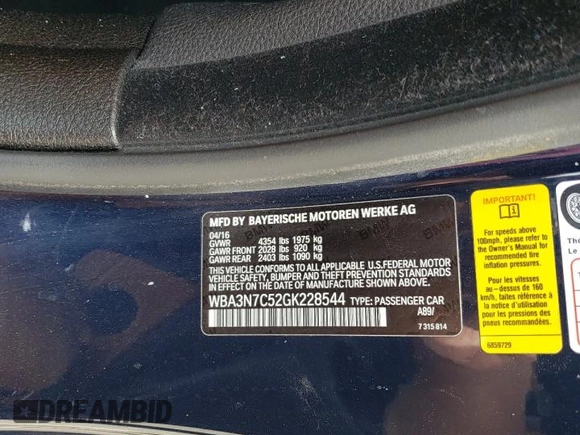 MFD BY BAYERISCHE MOTOREN WERKE AG
04/16
GVWR 4354 lbs 1975 kg
GAWR FRONT 2028 lbs 920 kg
GAWR REAR 2403 lbs 1090 kg
THIS VEHICLE CONFORMS TO ALL APPLICABLE U.S.FEDERAL MOTOR
VEHICLE SAFETY, BUMPER AND THEFT PREVENTION STANDARDS
IN EFFECT ON THE DATE OF MANUFACTURE SHOWN ABOVE.
WBA3N7C52GK228544 TYPE: PASSENGER CAR
A89/
7 315 814
IMPORTANT!
For speeds above
100mph, please refer to
the Owner's Manual for
recommended tire
inflation pressures.
Pour les vitesses
au-dessus de 160
km/h, faites référence
à la notice d'utilisation
pour les pressions
recommandées.
6859729
Le
DREAMBID